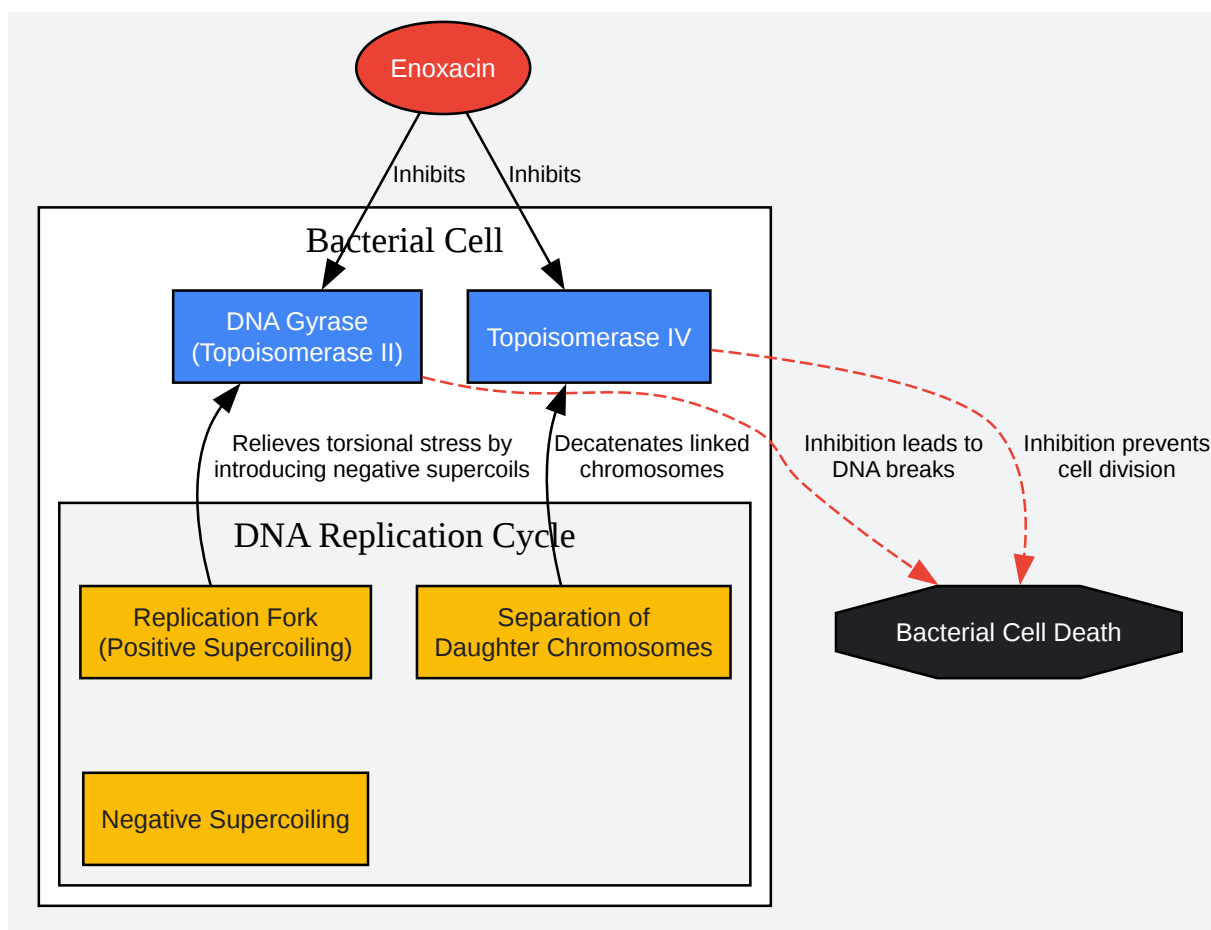 Enoxacin
Inhibits
Inhibits
Bacterial Cell
DNA Gyrase
(Topoisomerase II)
Topoisomerase IV
Relieves torsional stress by
introducing negative supercoils
Decatenates linked
chromosomes
Inhibition leads to
DNA breaks
Inhibition prevents
cell division
DNA Replication Cycle
Replication Fork
(Positive Supercoiling)
Separation of
Daughter Chromosomes
Bacterial Cell Death
Negative Supercoiling